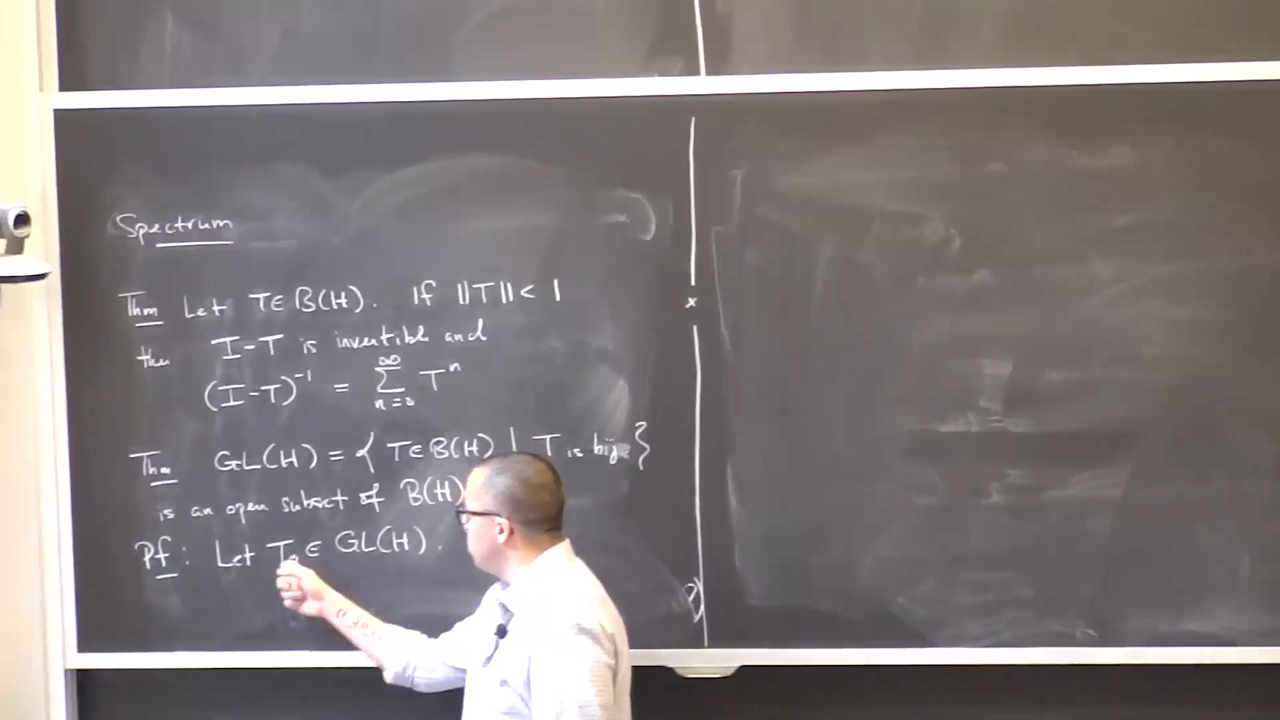 Spectrum
Thm Let T∈B(H). If ||T|| < 1
then I-T is invertible and
(I-T)⁻¹ = ∑_{n=0}^{∞} Tⁿ
Thm GL(H) = { T∈B(H) | T is bij }
is an open subset of B(H)
Pf: Let T₀ ∈ GL(H).